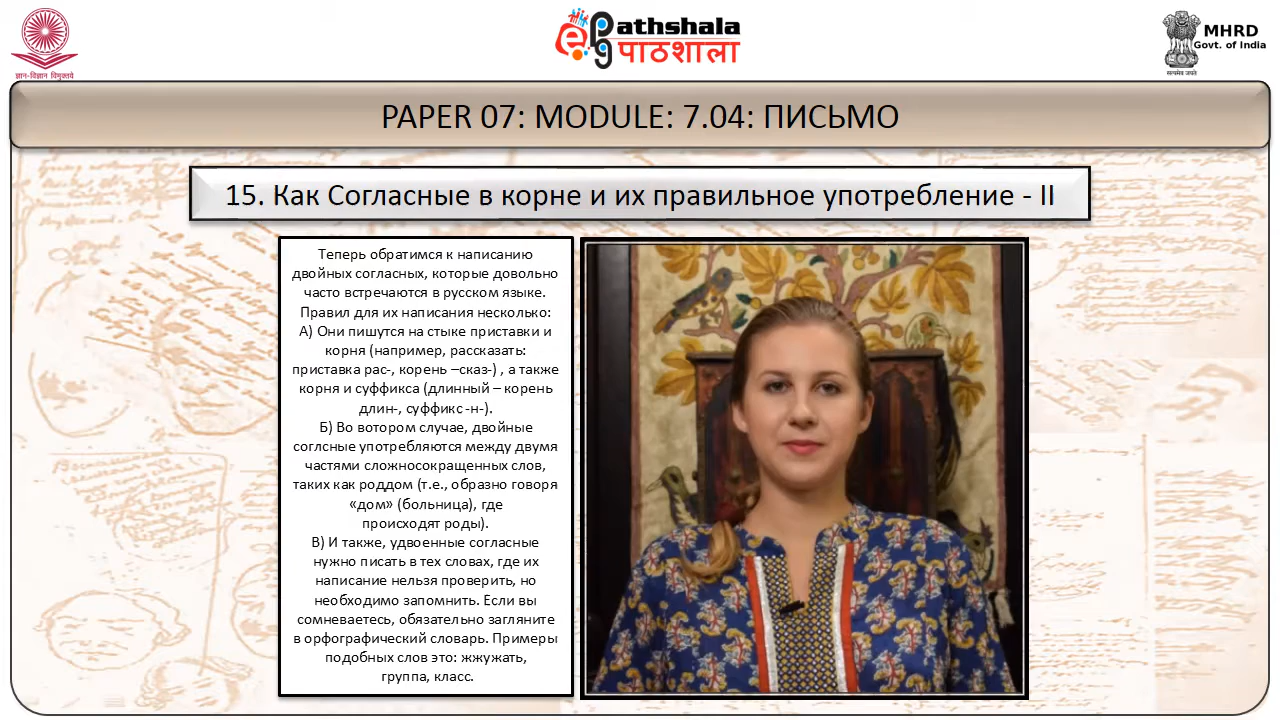 ज्ञान-विज्ञान विमुक्तये
ePathshala
पाठशाला
सत्यमेव जयते
MHRD
Govt. of India
PAPER 07: MODULE: 7.04: ПИСЬМО
15. Как Согласные в корне и их правильное употребление - II
Теперь обратимся к написанию
двойных согласных, которые довольно
часто встречаются в русском языке.
Правил для их написания несколько:
А) Они пишутся на стыке приставки и
корня (например, рассказать:
приставка рас-, корень –сказ-) , а также
корня и суффикса (длинный – корень
длин-, суффикс -н-).
Б) Во вотором случае, двойные
соглсные употребляются между двумя
частями сложносокращенных слов,
таких как роддом (т.е., образно говоря
«дом» (больница), где
происходят роды).
В) И также, удвоенные согласные
нужно писать в тех словах, где их
написание нельзя проверить, но
необходимо запомнить. Если вы
сомневаетесь, обязательно загляните
в орфографический словарь. Примеры
подобных слов это: жжужать,
группа, класс.